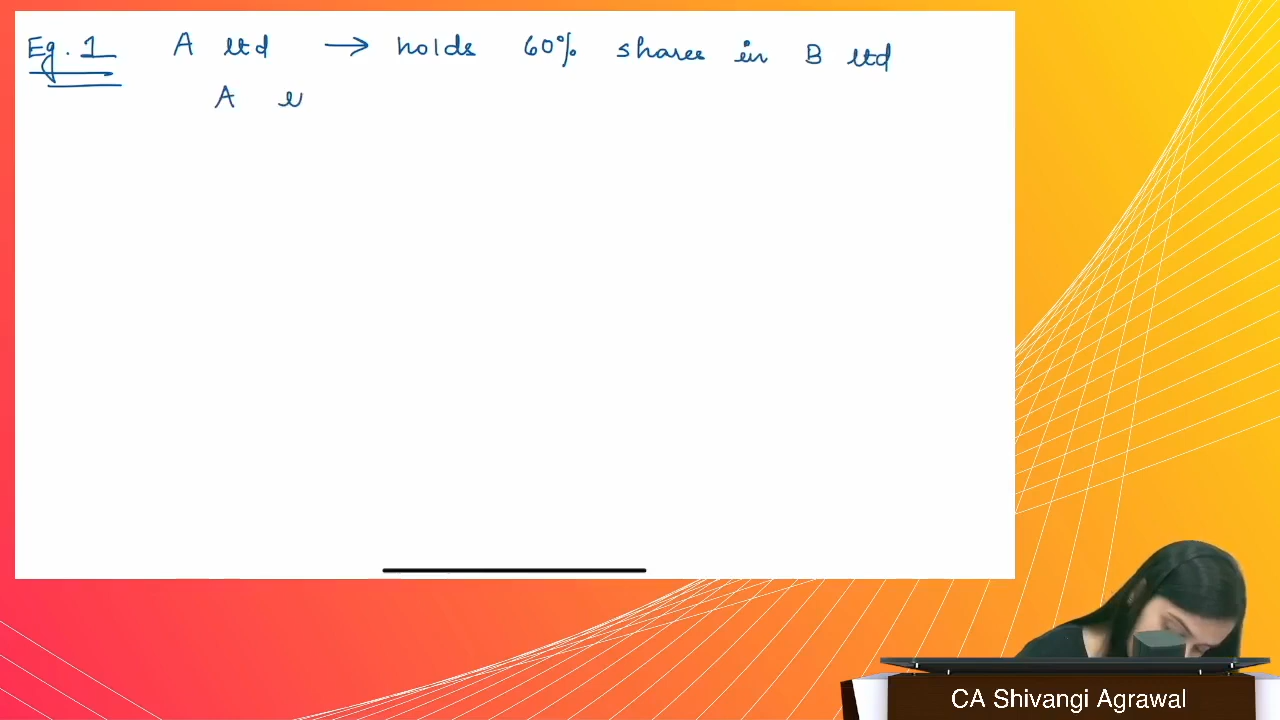 Eg. 1 A ltd → holds 60% shares in B ltd
A
CA Shivangi Agrawal